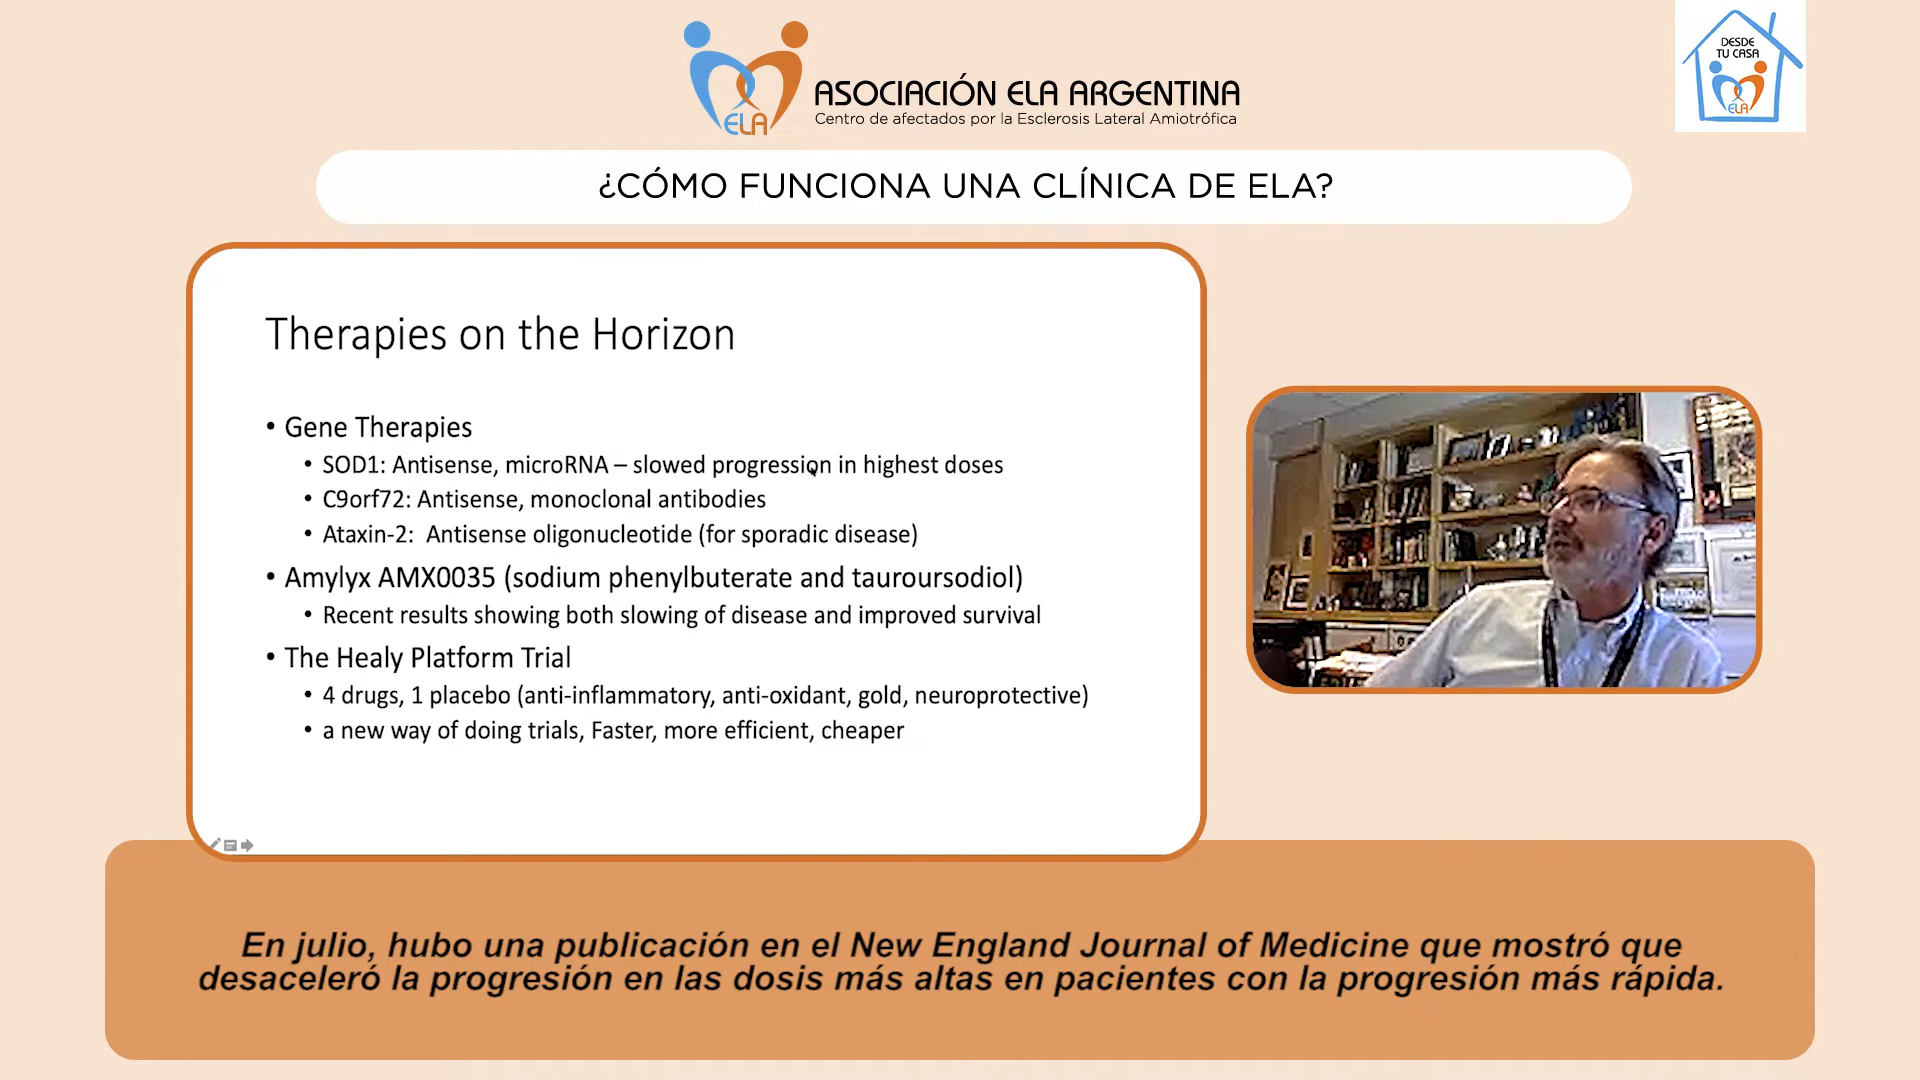 ELA
ASOCIACIÓN ELA ARGENTINA
Centro de afectados por la Esclerosis Lateral Amiotrófica
DESDE
TU CASA
ELA
¿CÓMO FUNCIONA UNA CLÍNICA DE ELA?
Therapies on the Horizon
• Gene Therapies
• SOD1: Antisense, microRNA – slowed progression in highest doses
• C9orf72: Antisense, monoclonal antibodies
• Ataxin-2: Antisense oligonucleotide (for sporadic disease)
• Amylyx AMX0035 (sodium phenylbuterate and tauroursodiol)
• Recent results showing both slowing of disease and improved survival
• The Healy Platform Trial
• 4 drugs, 1 placebo (anti-inflammatory, anti-oxidant, gold, neuroprotective)
• a new way of doing trials, Faster, more efficient, cheaper
En julio, hubo una publicación en el New England Journal of Medicine que mostró que
desaceleró la progresión en las dosis más altas en pacientes con la progresión más rápida.